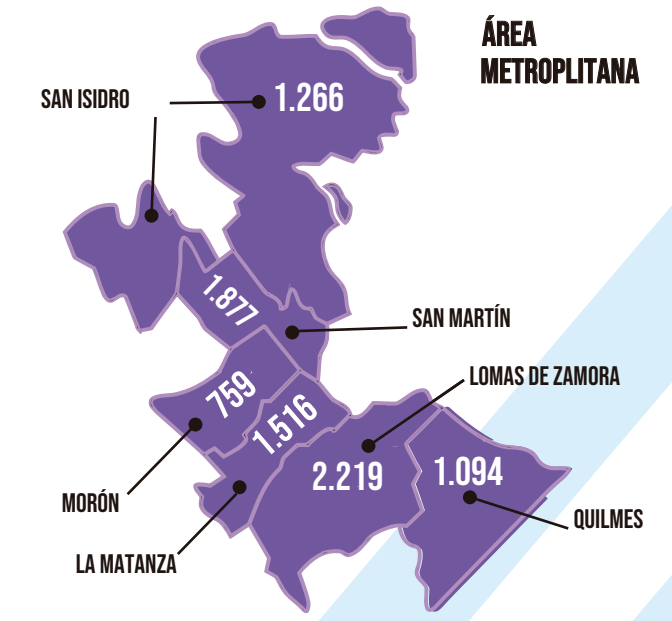 ÁREA
METROPLITANA
SAN ISIDRO
1.266
1.877
SAN MARTÍN
LOMAS DE ZAMORA
759
1.516
2.219
1.094
MORÓN
QUILMES
LA MATANZA